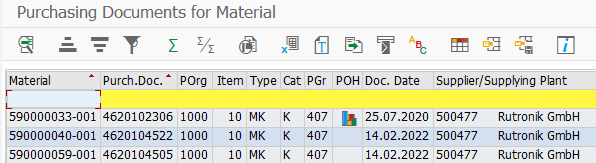 Purchasing Documents for Material
Material Purch.Doc. POrg Item Type Cat PGr POH Doc. Date Supplier/Supplying Plant
590000033-001 4620102306 1000 10 MK K 407 25.07.2020 500477 Rutronik GmbH
590000040-001 4620104522 1000 10 MK K 407 14.02.2022 500477 Rutronik GmbH
590000059-001 4620104505 1000 10 MK K 407 14.02.2022 500477 Rutronik GmbH